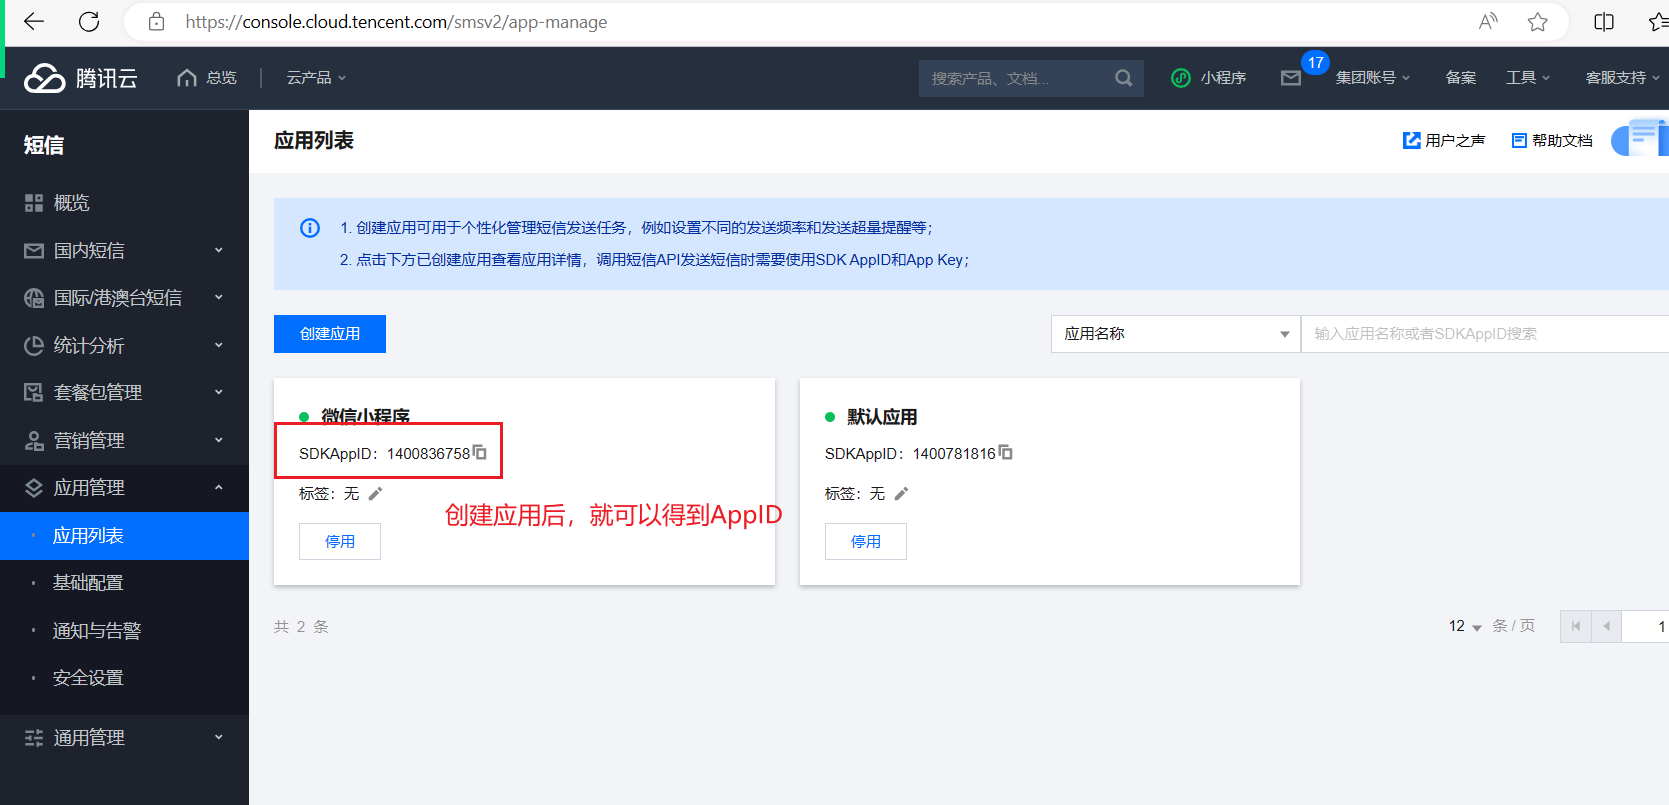 https://console.cloud.tencent.com/smsv2/app-manage
腾讯云
总览
云产品
搜索产品、文档...
小程序
17
集团账号
备案
工具
客服支持
短信
概览
国内短信
国际/港澳台短信
统计分析
套餐包管理
营销管理
应用管理
应用列表
基础配置
通知与告警
安全设置
通用管理
应用列表
用户之声
帮助文档
1. 创建应用可用于个性化管理短信发送任务，例如设置不同的发送频率和发送超量提醒等；
2. 点击下方已创建应用查看应用详情，调用短信API发送短信时需要使用SDK AppID和App Key；
创建应用
应用名称
输入应用名称或者SDKAppID搜索
微信小程序
SDKAppID：1400836758
标签：无
停用
默认应用
SDKAppID：1400781816
标签：无
停用
创建应用后，就可以得到AppID
共 2 条
12 条 / 页
1